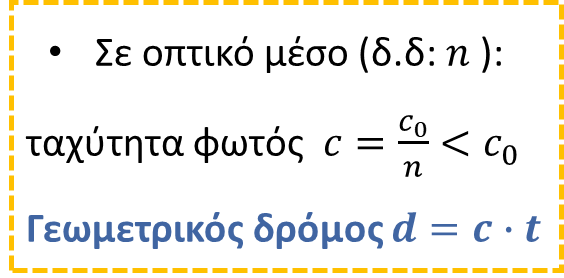 • Σε οπτικό μέσο (δ.δ: n ):
ταχύτητα φωτός c = c₀/n < c₀
Γεωμετρικός δρόμος d = c · t